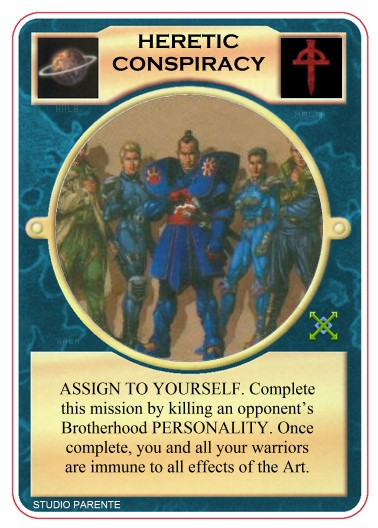 HERETIC
CONSPIRACY
ASSIGN TO YOURSELF. Complete
this mission by killing an opponent's
Brotherhood PERSONALITY. Once
complete, you and all your warriors
are immune to all effects of the Art.
STUDIO PARENTE